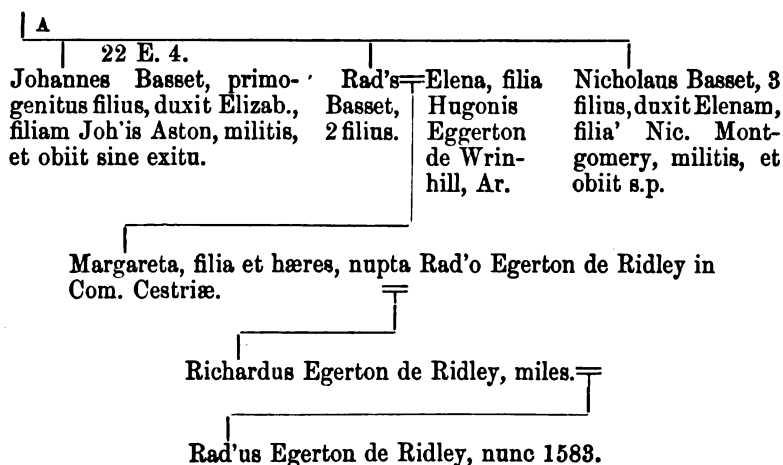 A
22 E. 4.
Johannes Basset, primo-
genitus filius, duxit Elizab.,
filiam Joh'is Aston, militis,
et obiit sine exitu.
Rad's
Basset,
2 filius.
Elena, filia
Hugonis
Eggerton
de Wrin-
hill, Ar.
Nicholaus Basset, 3
filius, duxit Elenam,
filia' Nic. Mont-
gomery, militis, et
obiit s.p.
Margareta, filia et hæres, nupta Rad'o Egerton de Ridley in
Com. Cestriæ.
Richardus Egerton de Ridley, miles.
Rad'us Egerton de Ridley, nunc 1583.